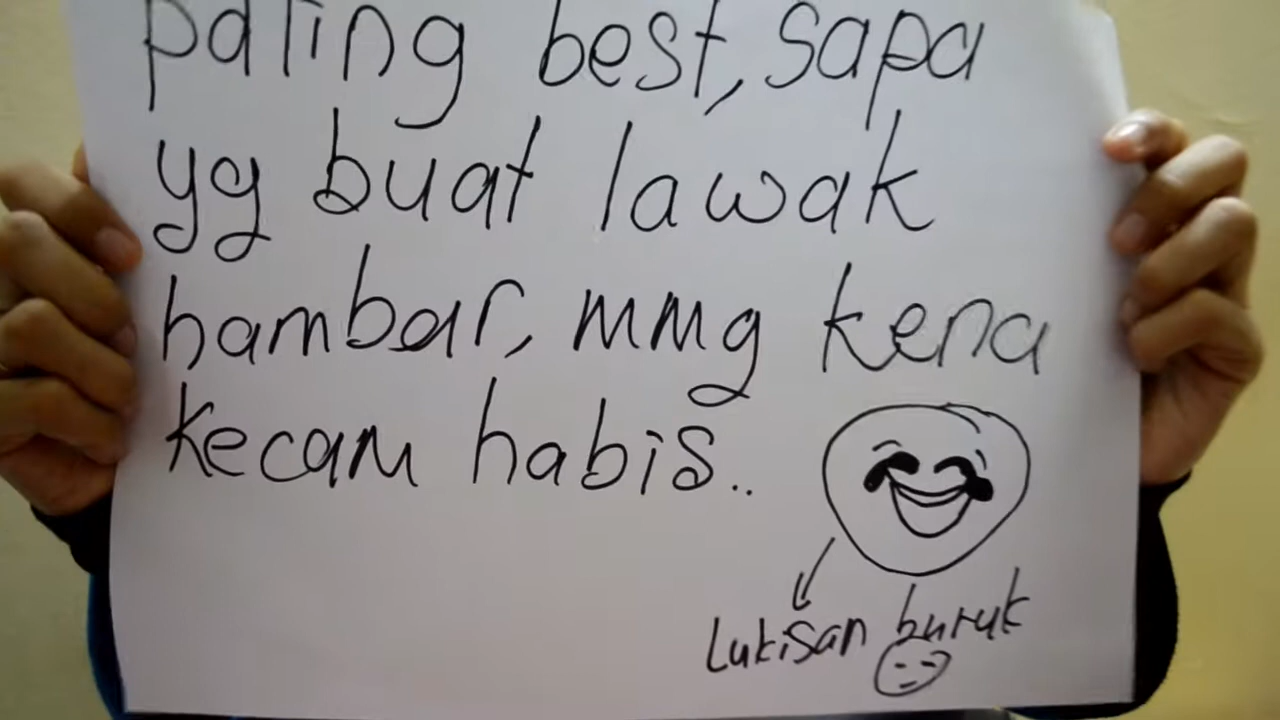 paling best, sapa
yg buat lawak
hambar, mmg kena
kecam habis..
Lukisan buruk